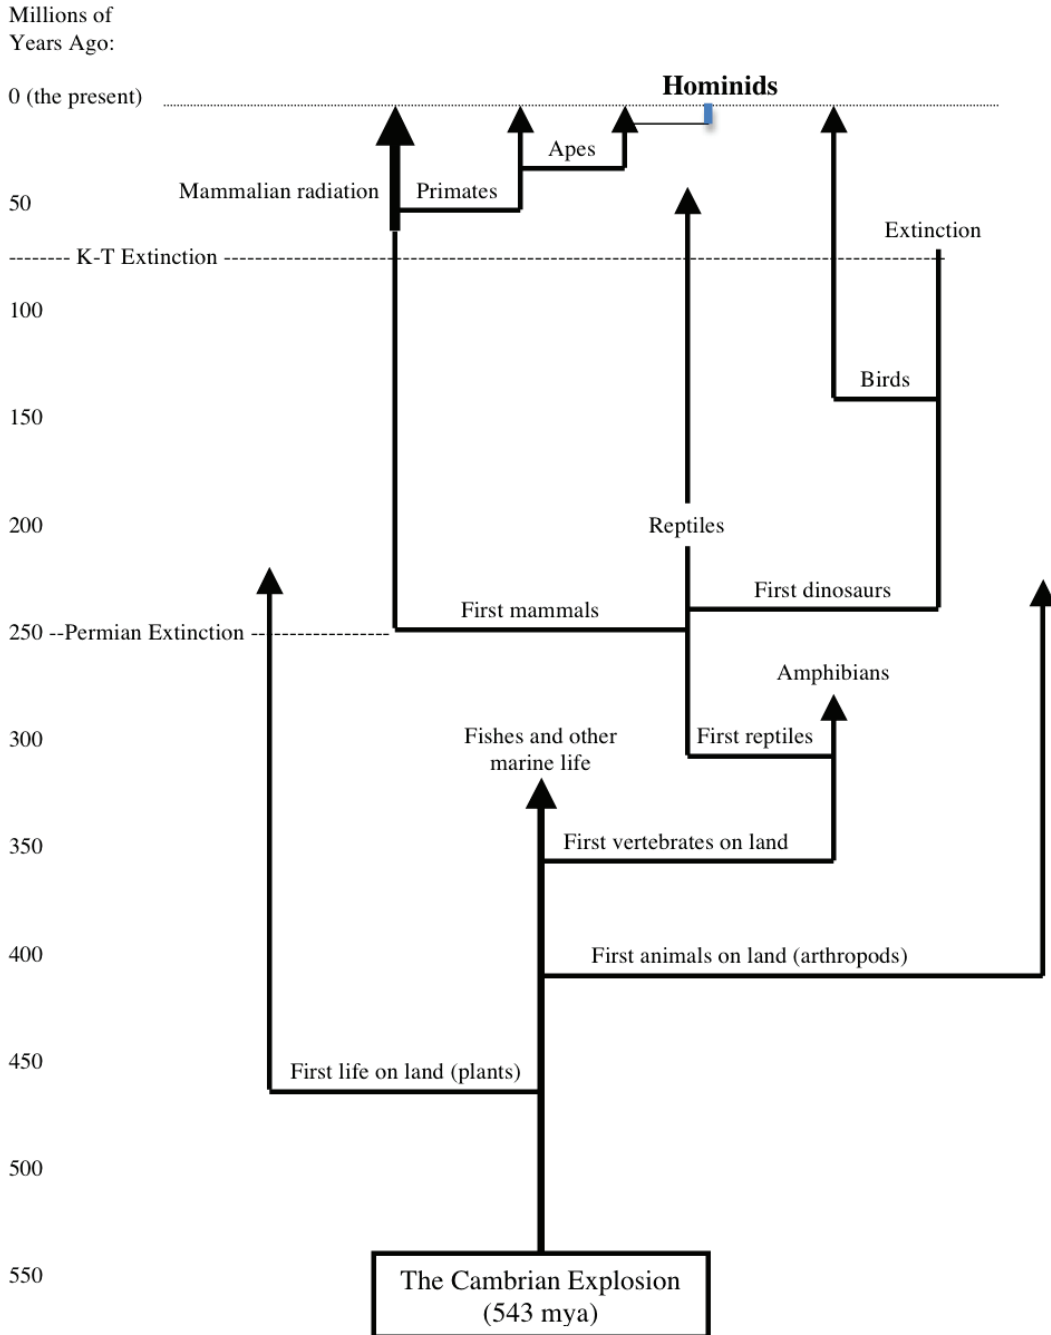 Millions of
Years Ago:
Hominids
0 (the present)
Apes
Mammalian radiation
Primates
50
Extinction
-------- K-T Extinction --------
100
Birds
150
200
Reptiles
First dinosaurs
First mammals
250 --Permian Extinction --------
Amphibians
300
Fishes and other
marine life
First reptiles
350
First vertebrates on land
400
First animals on land (arthropods)
450
First life on land (plants)
500
550
The Cambrian Explosion
(543 mya)